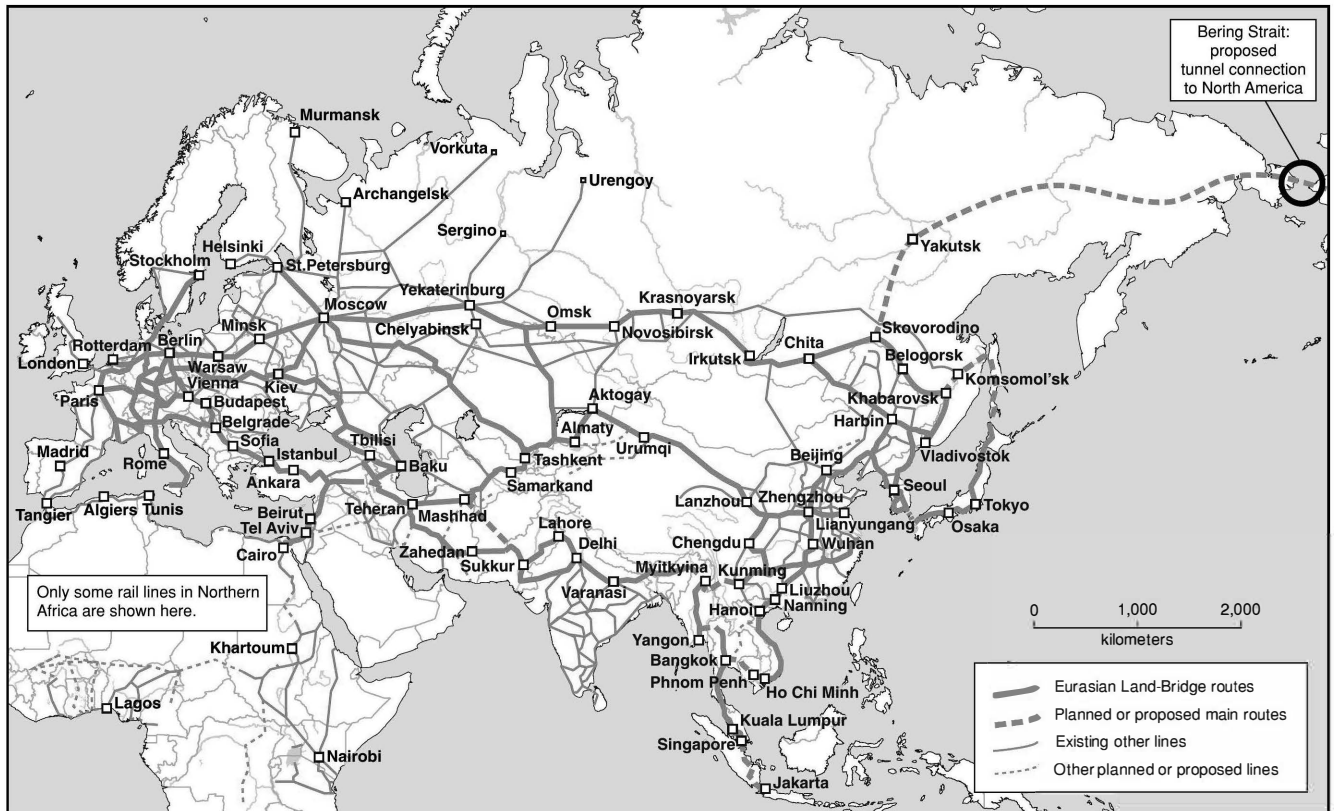 Bering Strait:
proposed
tunnel connection
to North America
Murmansk
Vorkuta
Urengoy
Archangelsk
Sergino
Yakutsk
Helsinki
Stockholm
St.Petersburg
Yekaterinburg
Krasnoyarsk
Moscow
Omsk
Chelyabinsk
Novosibirsk
Skovorodino
Minsk
Berlin
Chita
Rotterdam
Irkutsk
Belogorsk
London
Warsaw
Komsomol'sk
Vienna
Kiev
Aktogay
Khabarovsk
Paris
Budapest
Harbin
Belgrade
Almaty
Sofia
Tbilisi
Urumqi
Madrid
Istanbul
Beijing
Vladivostok
Rome
Baku
Tashkent
Ankara
Samarkand
Seoul
Lanzhou
Zhengzhou
Tokyo
Tangier
Algiers
Tunis
Beirut
Teheran
Mashhad
Lianyungang
Osaka
Tel Aviv
Lahore
Cairo
Zahedan
Delhi
Chengdu
Wuhan
Sukkur
Myitkyina
Kunming
Only some rail lines in Northern
Africa are shown here.
Varanasi
Liuzhou
Nanning
Hanoi
0 1,000 2,000
kilometers
Khartoum
Yangon
Bangkok
Phnom Penh
Ho Chi Minh
Lagos
Kuala Lumpur
Singapore
Nairobi
Jakarta
Eurasian Land-Bridge routes
Planned or proposed main routes
Existing other lines
Other planned or proposed lines